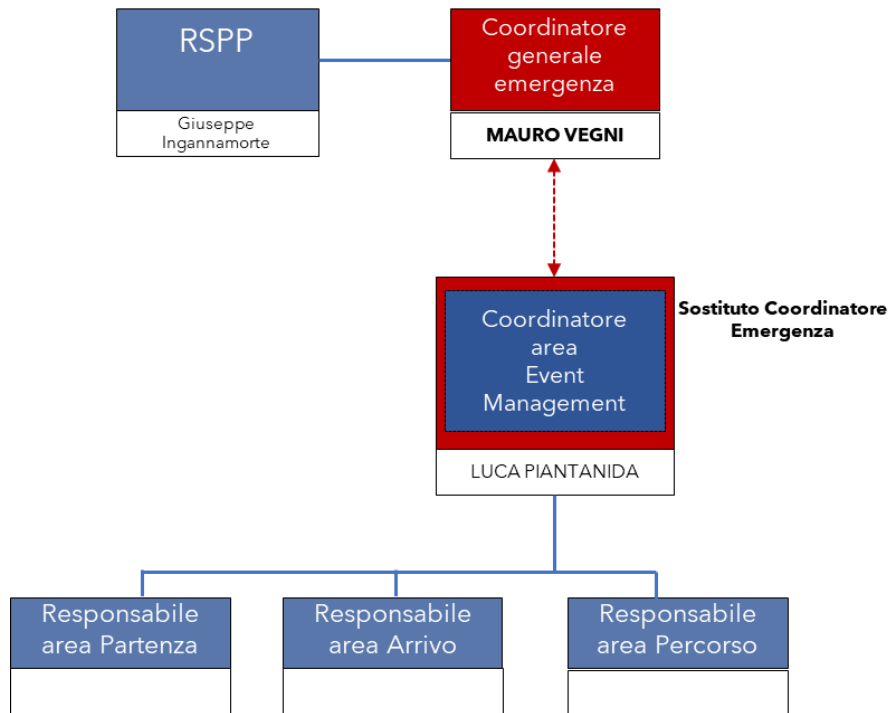 RSPP
Giuseppe
Ingannamorte
Coordinatore
generale
emergenza
MAURO VEGNI
Coordinatore
area
Event
Management
LUCA PIANTANIDA
Sostituto Coordinatore
Emergenza
Responsabile
area Partenza
Responsabile
area Arrivo
Responsabile
area Percorso